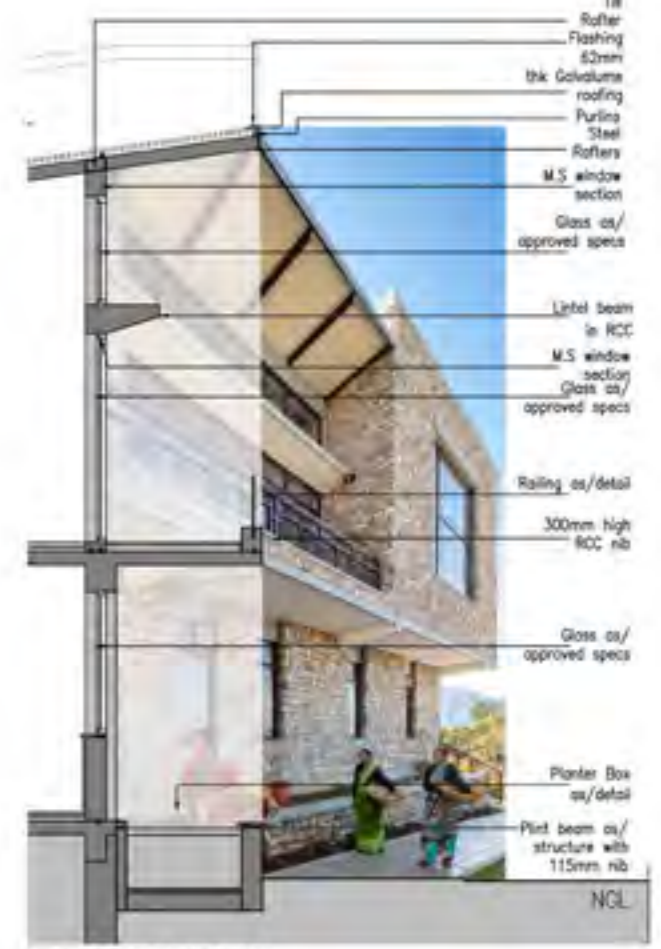 Tie
Rafter
Flashing
62mm
thk Galvalume
roofing
Purlins
Steel
Rafters
M.S window
section
Glass as/
approved specs
Lintel beam
in RCC
M.S window
section
Glass as/
approved specs
Railing as/detail
300mm high
RCC nib
Glass as/
approved specs
Planter Box
as/detail
Plint beam as/
structure with
115mm nib
NGL